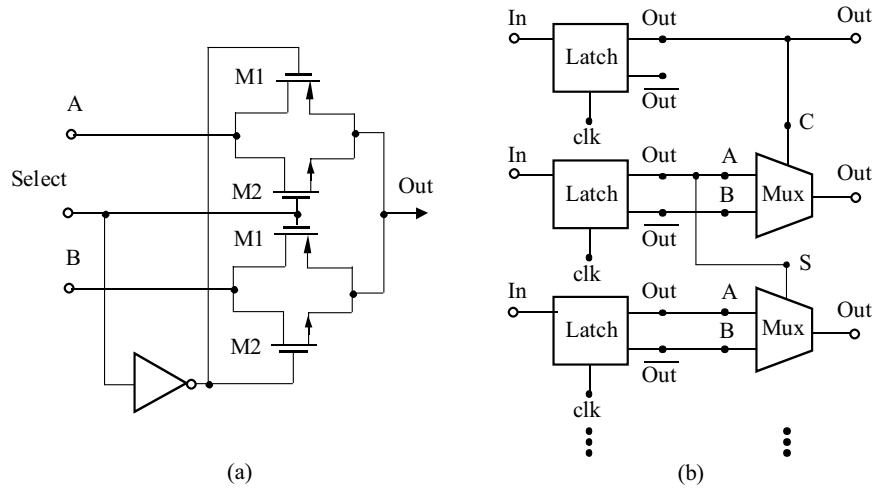 A
M1
Select
M2
Out
M1
B
M2
(a)
In
Out
Out
Latch
Out
clk
C
In
Out
A
Out
Latch
Mux
B
Out
clk
S
In
Out
A
Out
Latch
B
Mux
Out
clk
(b)